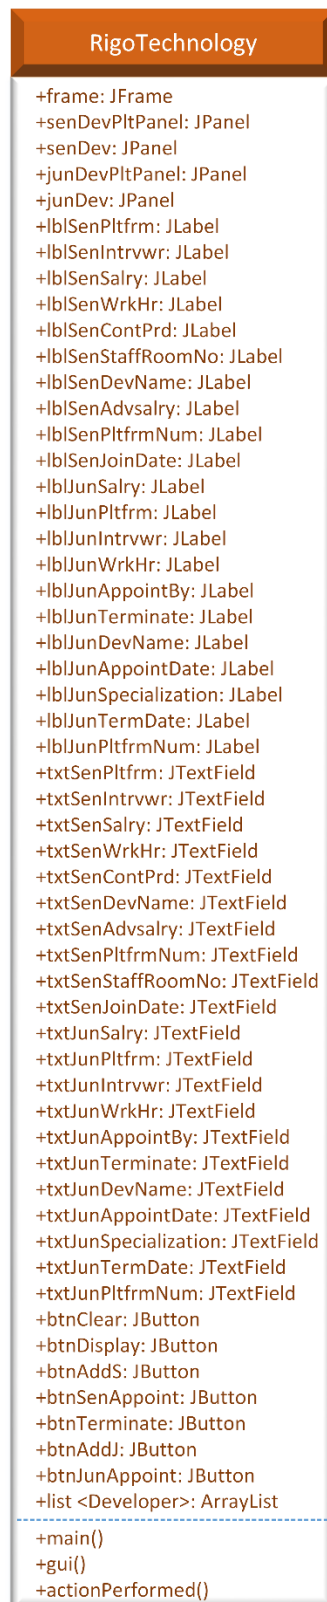 RigoTechnology
+frame: JFrame
+senDevPltPanel: JPanel
+senDev: JPanel
+junDevPltPanel: JPanel
+junDev: JPanel
+lblSenPltfrm: JLabel
+lblSenIntrvwr: JLabel
+lblSenSalry: JLabel
+lblSenWrkHr: JLabel
+lblSenContPrd: JLabel
+lblSenStaffRoomNo: JLabel
+lblSenDevName: JLabel
+lblSenAdvsalry: JLabel
+lblSenPltfrmNum: JLabel
+lblSenJoinDate: JLabel
+lblJunSalry: JLabel
+lblJunPltfrm: JLabel
+lblJunIntrvwr: JLabel
+lblJunWrkHr: JLabel
+lblJunAppointBy: JLabel
+lblJunTerminate: JLabel
+lblJunDevName: JLabel
+lblJunAppointDate: JLabel
+lblJunSpecialization: JLabel
+lblJunTermDate: JLabel
+lblJunPltfrmNum: JLabel
+txtSenPltfrm: JTextField
+txtSenIntrvwr: JTextField
+txtSenSalry: JTextField
+txtSenWrkHr: JTextField
+txtSenContPrd: JTextField
+txtSenDevName: JTextField
+txtSenAdvsalry: JTextField
+txtSenPltfrmNum: JTextField
+txtSenStaffRoomNo: JTextField
+txtSenJoinDate: JTextField
+txtJunSalry: JTextField
+txtJunPltfrm: JTextField
+txtJunIntrvwr: JTextField
+txtJunWrkHr: JTextField
+txtJunAppointBy: JTextField
+txtJunTerminate: JTextField
+txtJunDevName: JTextField
+txtJunAppointDate: JTextField
+txtJunSpecialization: JTextField
+txtJunTermDate: JTextField
+txtJunPltfrmNum: JTextField
+btnClear: JButton
+btnDisplay: JButton
+btnAddS: JButton
+btnSenAppoint: JButton
+btnTerminate: JButton
+btnAddJ: JButton
+btnJunAppoint: JButton
+list <Developer>: ArrayList
+main()
+gui()
+actionPerformed()